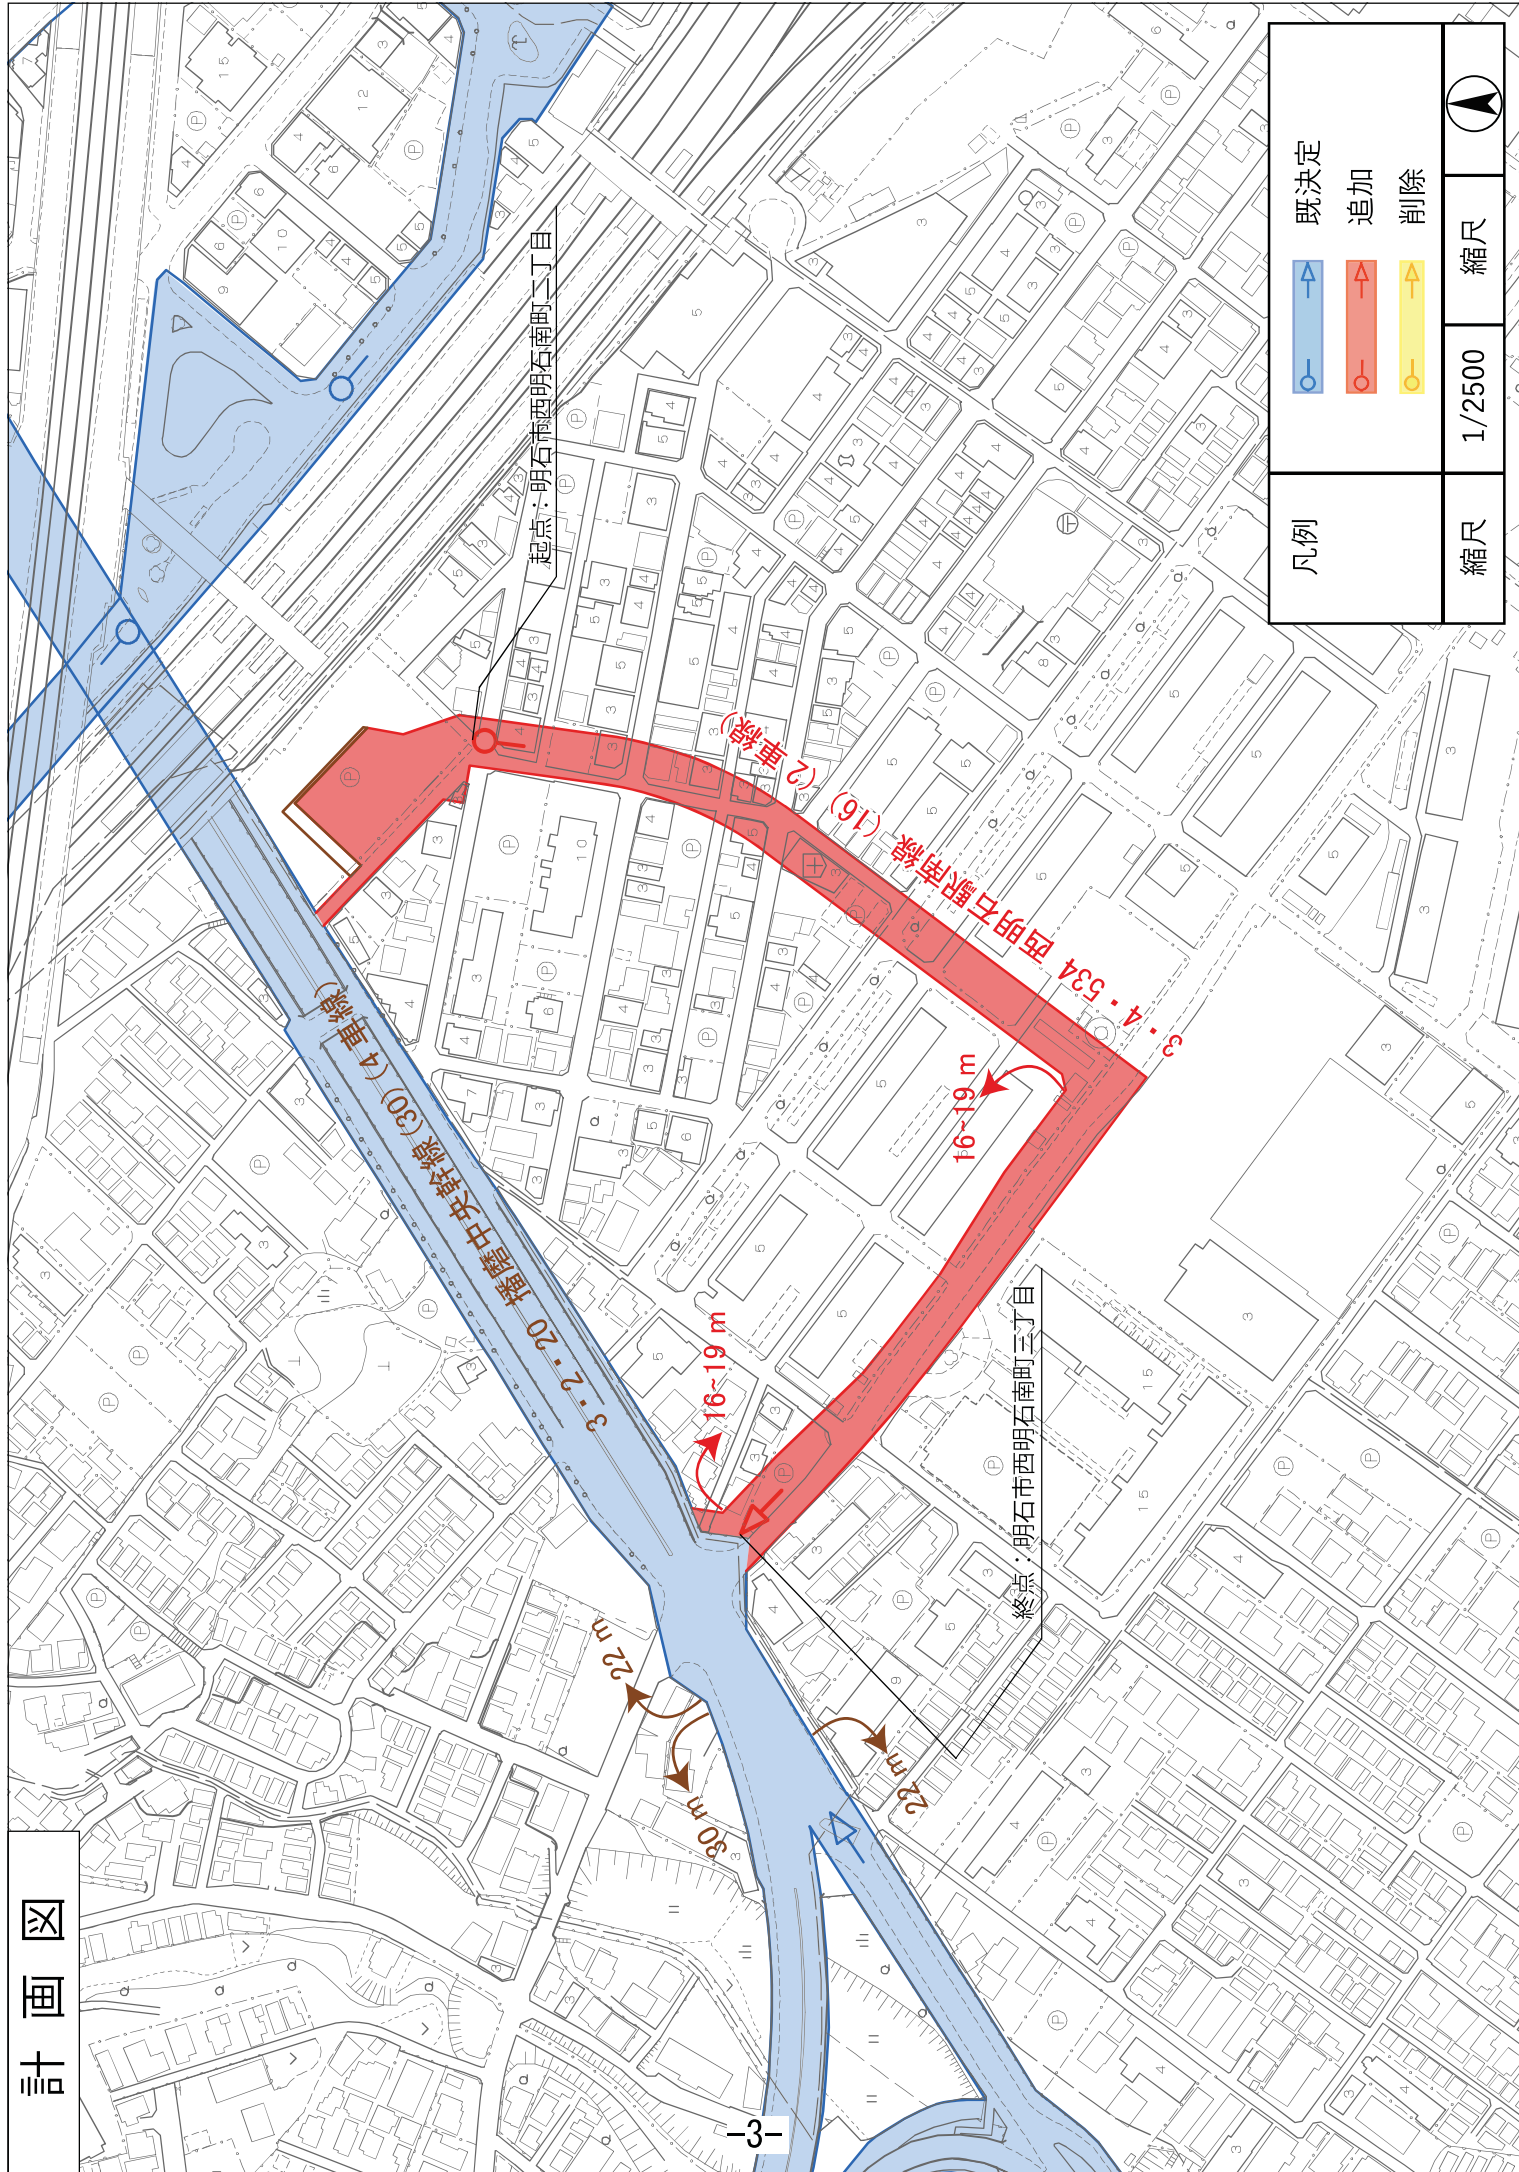 計画図
3・2・20 播磨中央幹線(30)(4車線)
起点：明石市西明石南町二丁目
3・4・534 西明石駅南線 (16) (2車線)
16~19 m
16~19 m
終点：明石市西明石南町三丁目
22 m
30 m
22 m
凡例
既決定
追加
削除
縮尺
1/2500
縮尺
-3-